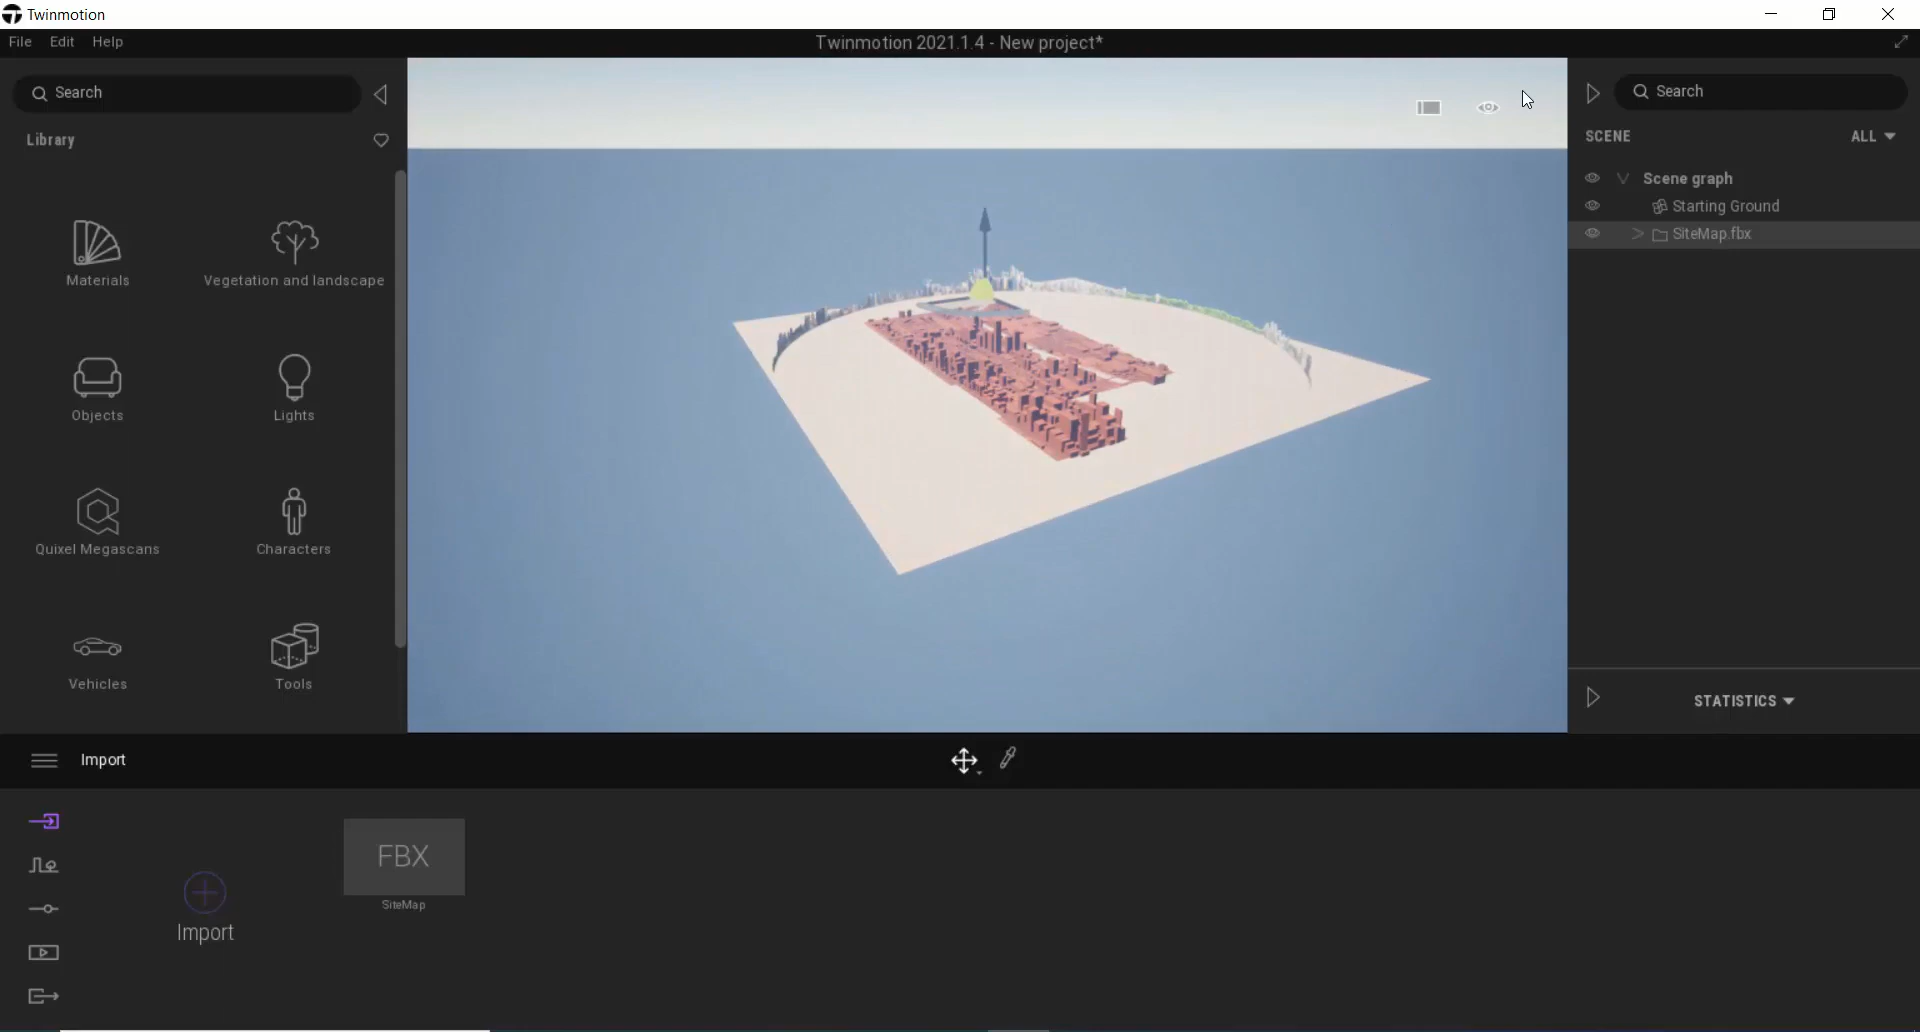 Twinmotion
File Edit Help
Twinmotion 2021.1.4 - New project*
Search
Library
Materials
Vegetation and landscape
Objects
Lights
Quixel Megascans
Characters
Vehicles
Tools
Search
SCENE
ALL
Scene graph
Starting Ground
SiteMap.fbx
STATISTICS
Import
Import
FBX
SiteMap